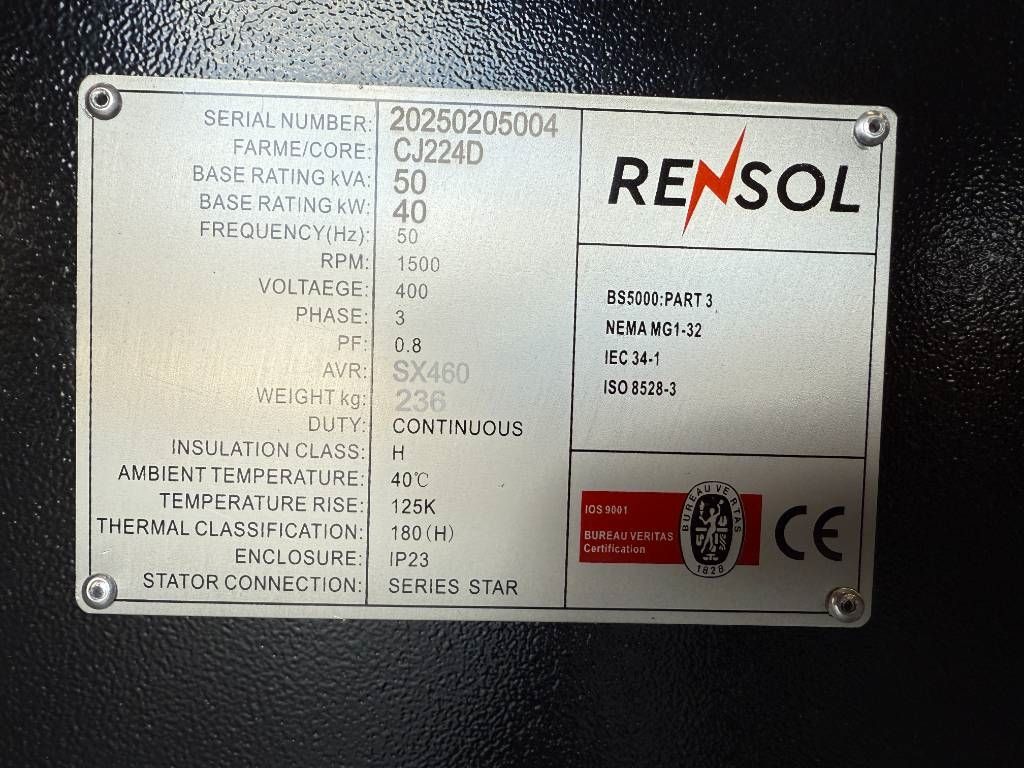 SERIAL NUMBER: 20250205004
FARME/CORE: CJ224D
BASE RATING kVA: 50
BASE RATING kW: 40
FREQUENCY(Hz): 50
RPM: 1500
VOLTAEGE: 400
PHASE: 3
PF: 0.8
AVR: SX460
WEIGHT kg: 236
DUTY: CONTINUOUS
INSULATION CLASS: H
AMBIENT TEMPERATURE: 40℃
TEMPERATURE RISE: 125K
THERMAL CLASSIFICATION: 180(H)
ENCLOSURE: IP23
STATOR CONNECTION: SERIES STAR
RENSOL
BS5000:PART 3
NEMA MG1-32
IEC 34-1
ISO 8528-3
IOS 9001
BUREAU VERITAS
Certification
BUREAU VERITAS
1828
CE